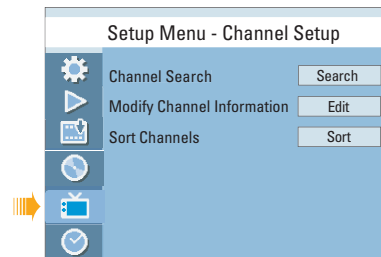 Setup Menu - Channel Setup
Channel Search Search
Modify Channel Information Edit
Sort Channels Sort